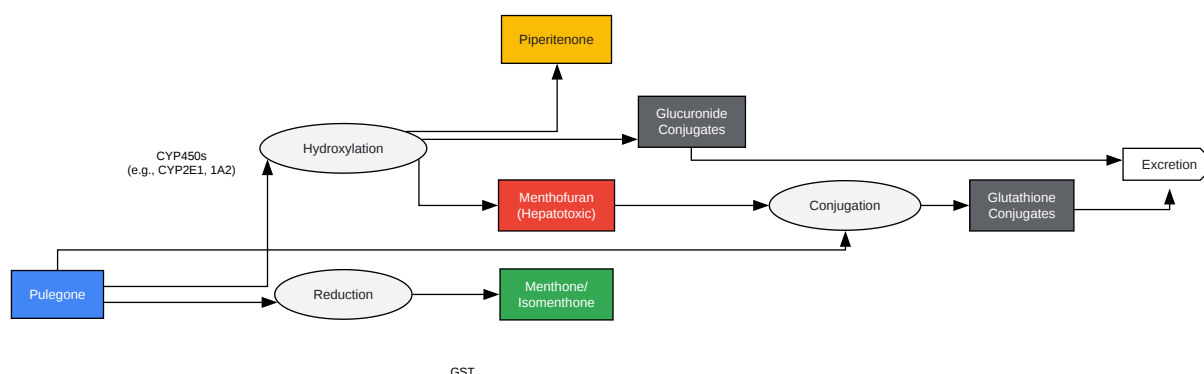 Piperitenone
Glucuronide
Conjugates
Hydroxylation
CYP450s
(e.g., CYP2E1, 1A2)
Excretion
Menthofuran
(Hepatotoxic)
Conjugation
Glutathione
Conjugates
Pulegone
Reduction
Menthone/
Isomenthone
GST